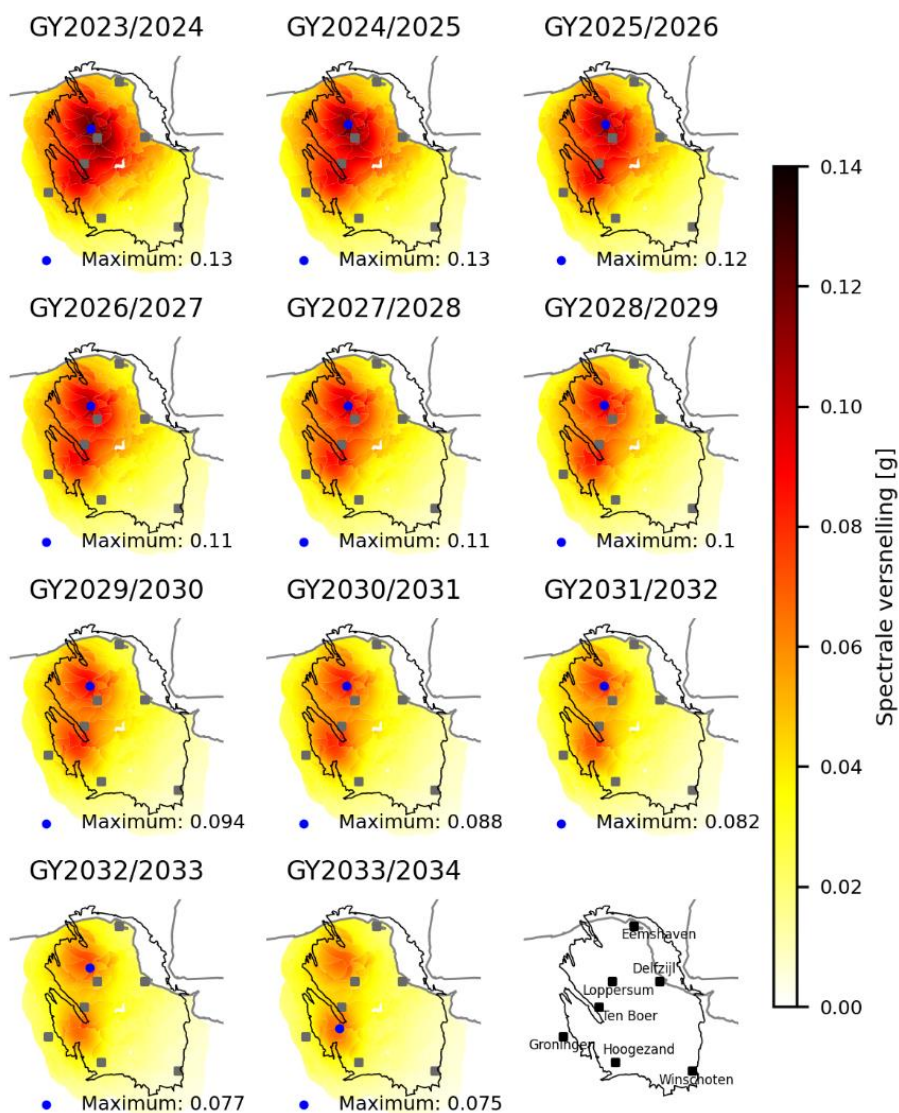 GY2023/2024
GY2024/2025
GY2025/2026
Maximum: 0.13
Maximum: 0.13
Maximum: 0.12
GY2026/2027
GY2027/2028
GY2028/2029
Maximum: 0.11
Maximum: 0.11
Maximum: 0.1
GY2029/2030
GY2030/2031
GY2031/2032
Maximum: 0.094
Maximum: 0.088
Maximum: 0.082
GY2032/2033
GY2033/2034
Maximum: 0.077
Maximum: 0.075
Eemshaven
Delfzijl
Loppersum
Ten Boer
Groningen
Hoogezand
Winschoten
0.14
0.12
0.10
0.08
0.06
0.04
0.02
0.00
Spectrale versnelling [g]